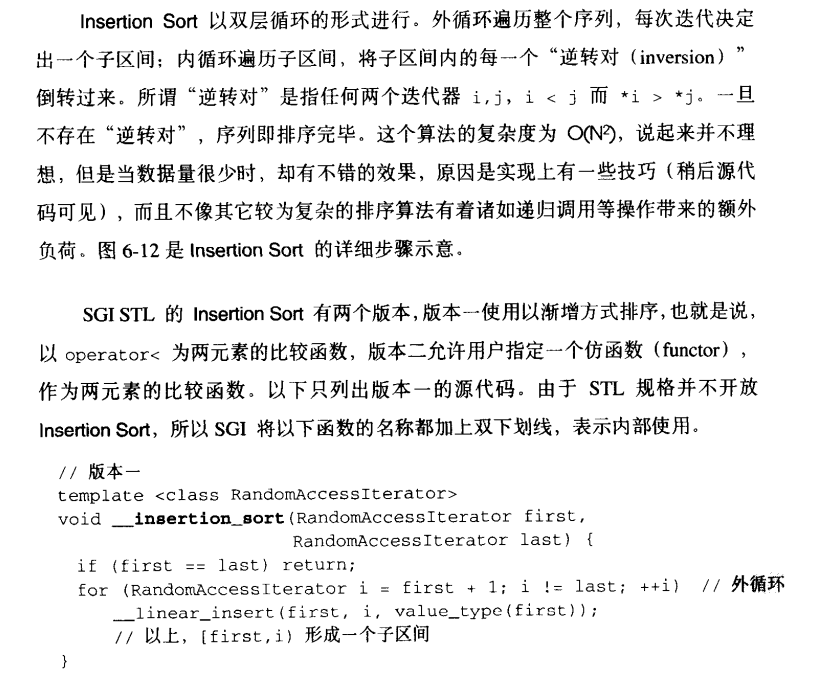 Insertion Sort 以双层循环的形式进行。外循环遍历整个序列，每次迭代决定
出一个子区间；内循环遍历子区间，将子区间内的每一个“逆转对（inversion）”
倒转过来。所谓“逆转对”是指任何两个迭代器 i,j，i < j 而 *i > *j。一旦
不存在“逆转对”，序列即排序完毕。这个算法的复杂度为 O(N²)，说起来并不理
想，但是当数据量很少时，却有不错的效果，原因是实现上有一些技巧（稍后源代
码可见），而且不像其它较为复杂的排序算法有着诸如递归调用等操作带来的额外
负荷。图 6-12 是 Insertion Sort 的详细步骤示意。
SGI STL 的 Insertion Sort 有两个版本，版本一使用以渐增方式排序，也就是说，
以 operator< 为两元素的比较函数，版本二允许用户指定一个仿函数（functor），
作为两元素的比较函数。以下只列出版本一的源代码。由于 STL 规格并不开放
Insertion Sort，所以 SGI 将以下函数的名称都加上双下划线，表示内部使用。
// 版本一
template <class RandomAccessIterator>
void __insertion_sort(RandomAccessIterator first,
RandomAccessIterator last) {
if (first == last) return;
for (RandomAccessIterator i = first + 1; i != last; ++i) // 外循环
__linear_insert(first, i, value_type(first));
// 以上，[first,i) 形成一个子区间
}